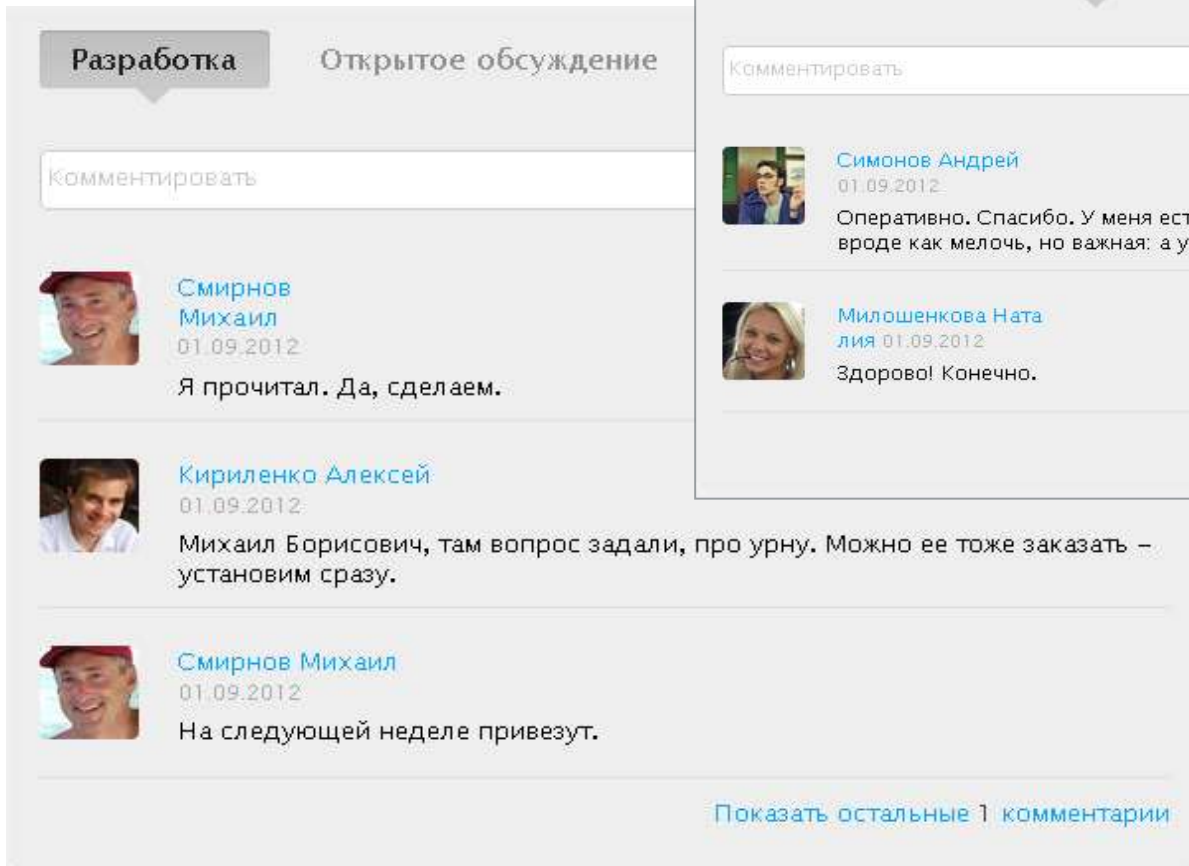 Разработка
Открытое обсуждение
Комментировать
Смирнов
Михаил
01.09.2012
Я прочитал. Да, сделаем.
Кириленко Алексей
01.09.2012
Михаил Борисович, там вопрос задали, про урну. Можно ее тоже заказать –
установим сразу.
Смирнов Михаил
01.09.2012
На следующей неделе привезут.
Показать остальные 1 комментарии
Комментировать
Симонов Андрей
01.09.2012
Оперативно. Спасибо. У меня ест
вроде как мелочь, но важная: а у
Милошенкова Ната
лия 01.09.2012
Здорово! Конечно.